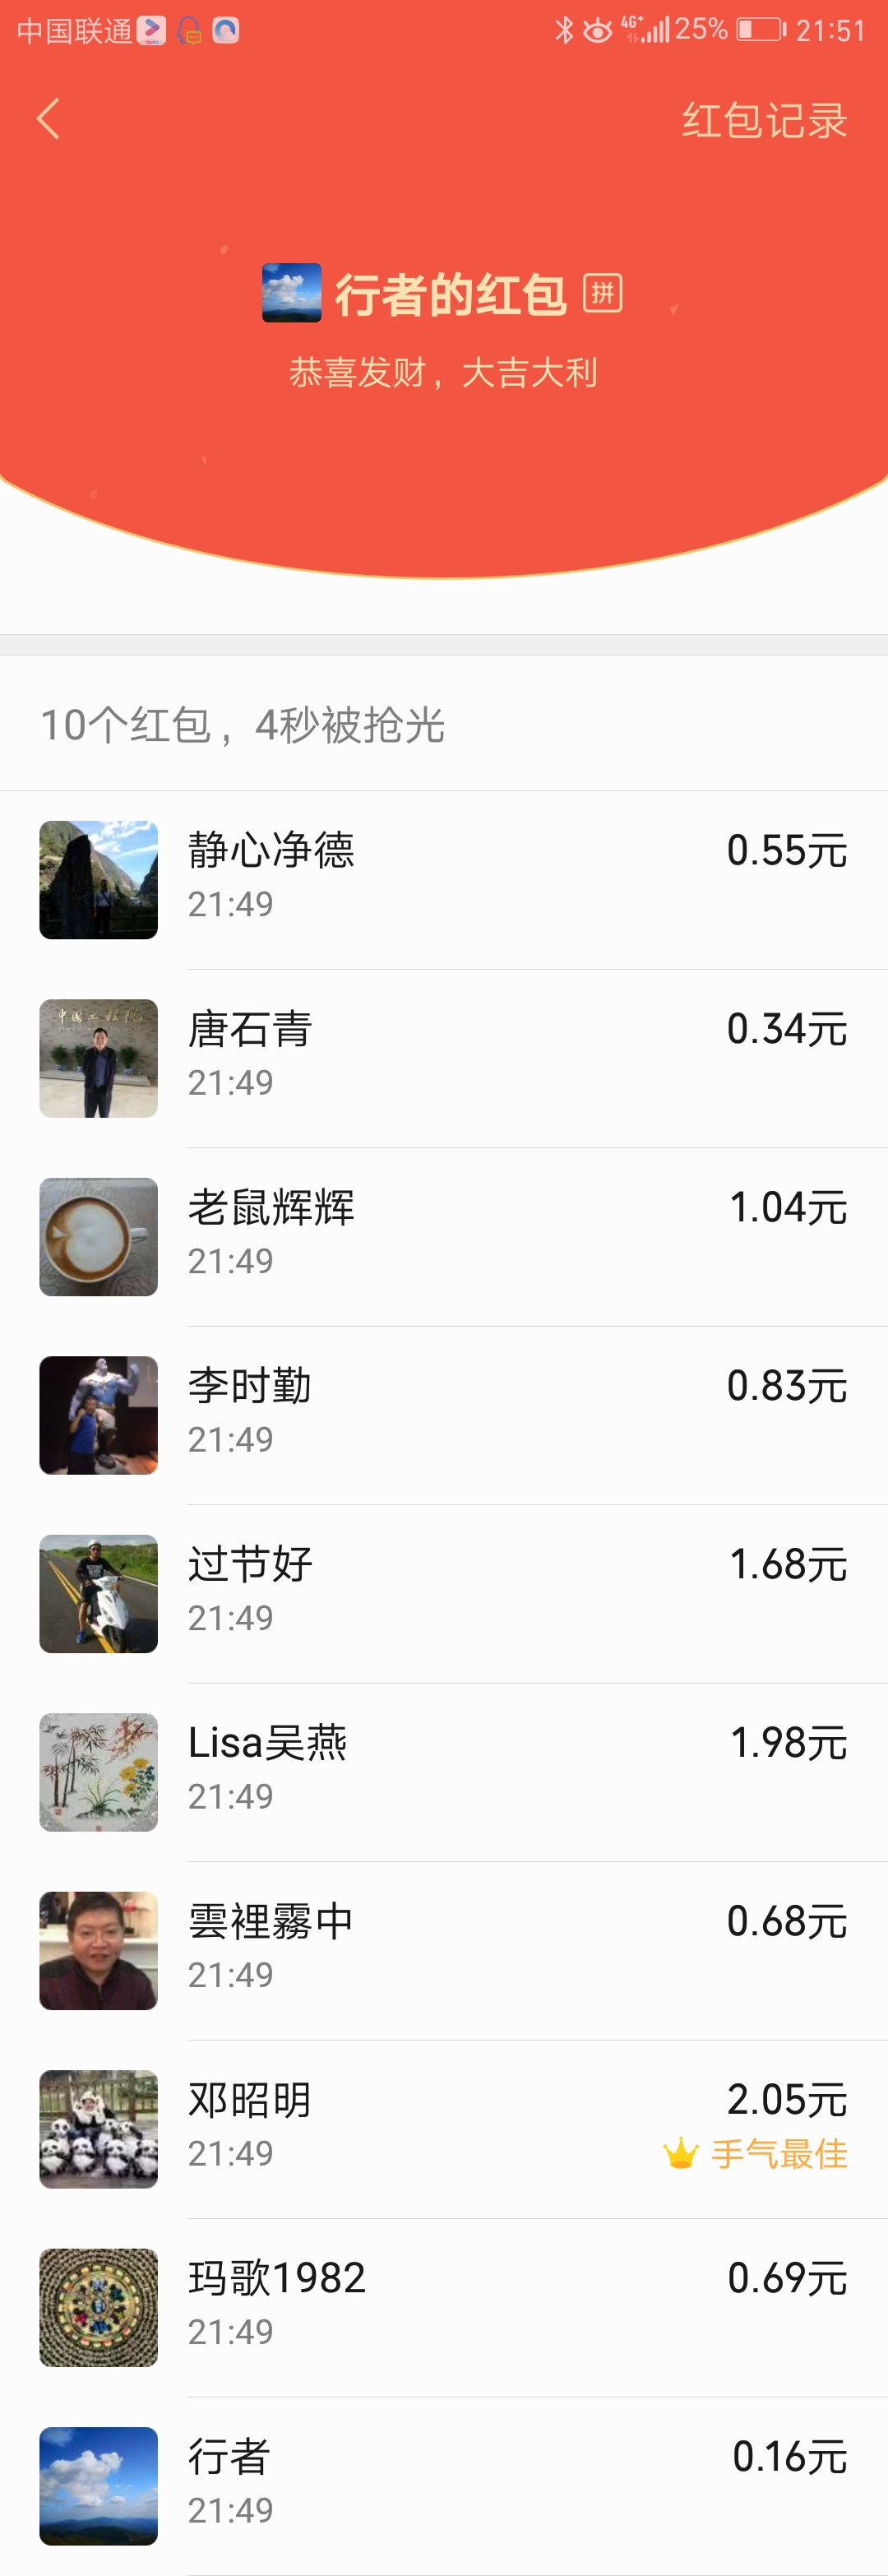 中国联通 4G+ 25% 21:51
红包记录
行者的红包 拼
恭喜发财，大吉大利
10个红包，4秒被抢光
静心净德 0.55元
21:49
中國工程院
唐石青 0.34元
21:49
老鼠辉辉 1.04元
21:49
李时勤 0.83元
21:49
过节好 1.68元
21:49
Lisa吴燕 1.98元
21:49
雲裡霧中 0.68元
21:49
邓昭明 2.05元
21:49 手气最佳
玛歌1982 0.69元
21:49
行者 0.16元
21:49